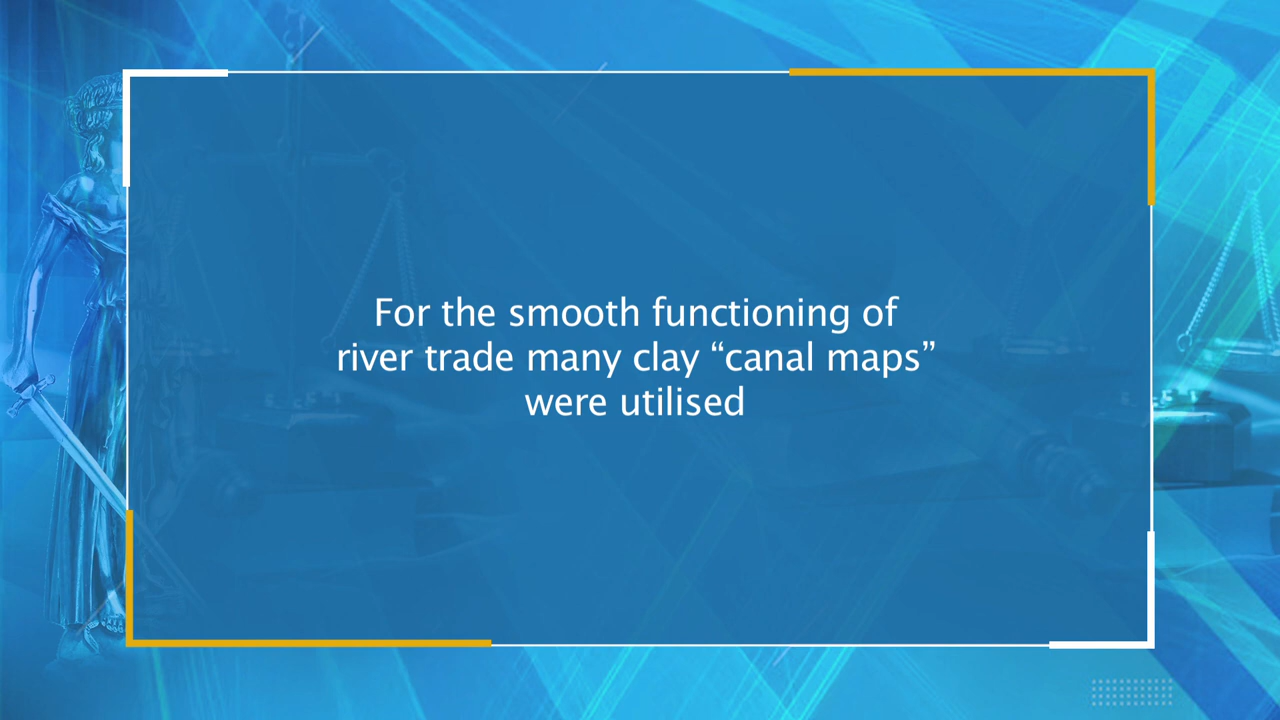 For the smooth functioning of
river trade many clay “canal maps”
were utilised